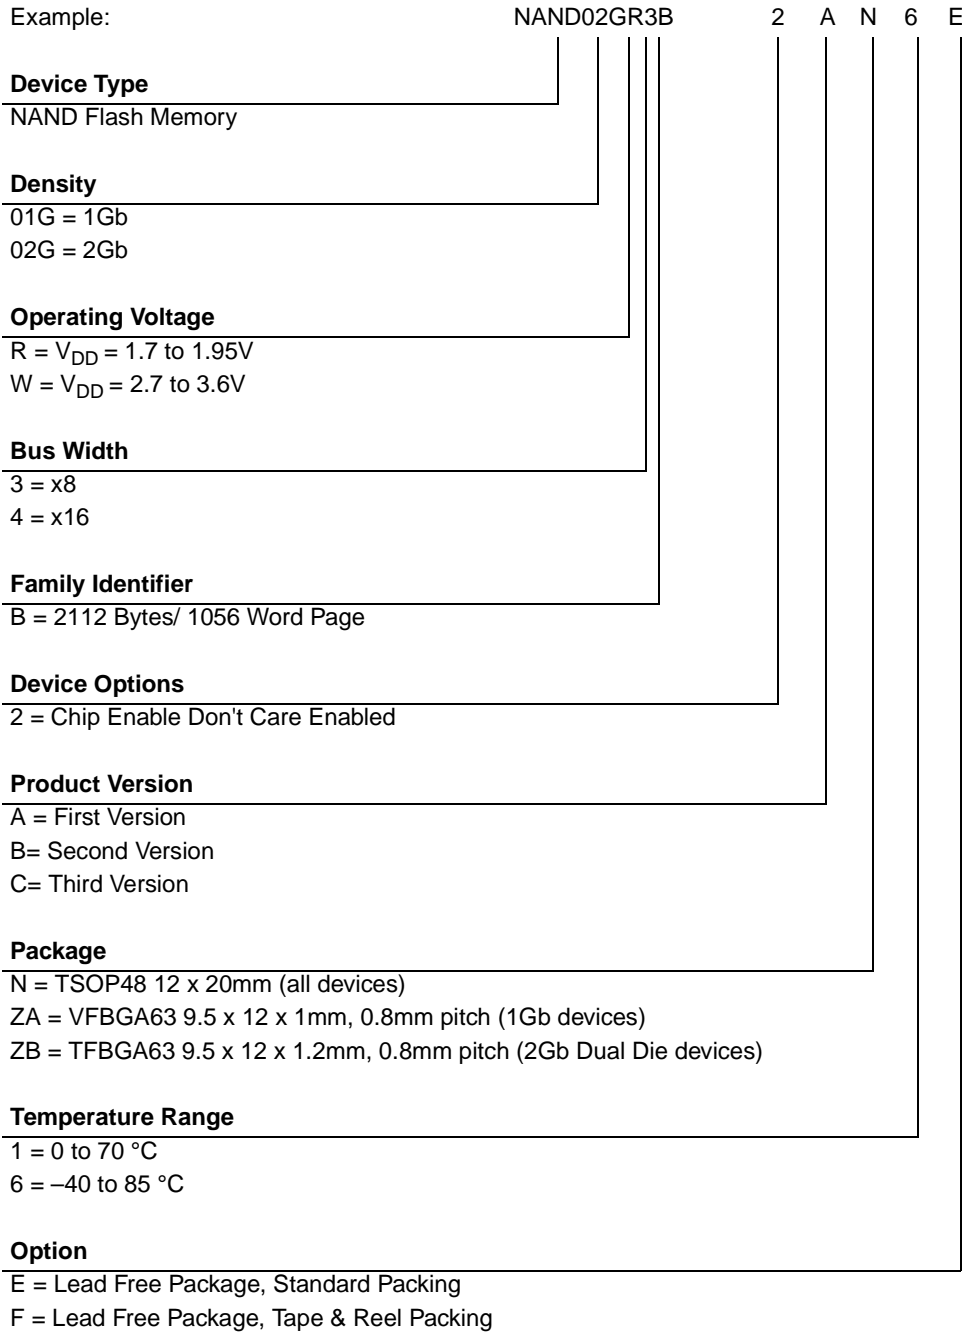 Example: NAND02GR3B 2 A N 6 E
Device Type
NAND Flash Memory
Density
01G = 1Gb
02G = 2Gb
Operating Voltage
R = VDD = 1.7 to 1.95V
W = VDD = 2.7 to 3.6V
Bus Width
3 = x8
4 = x16
Family Identifier
B = 2112 Bytes/ 1056 Word Page
Device Options
2 = Chip Enable Don't Care Enabled
Product Version
A = First Version
B= Second Version
C= Third Version
Package
N = TSOP48 12 x 20mm (all devices)
ZA = VFBGA63 9.5 x 12 x 1mm, 0.8mm pitch (1Gb devices)
ZB = TFBGA63 9.5 x 12 x 1.2mm, 0.8mm pitch (2Gb Dual Die devices)
Temperature Range
1 = 0 to 70 °C
6 = –40 to 85 °C
Option
E = Lead Free Package, Standard Packing
F = Lead Free Package, Tape & Reel Packing